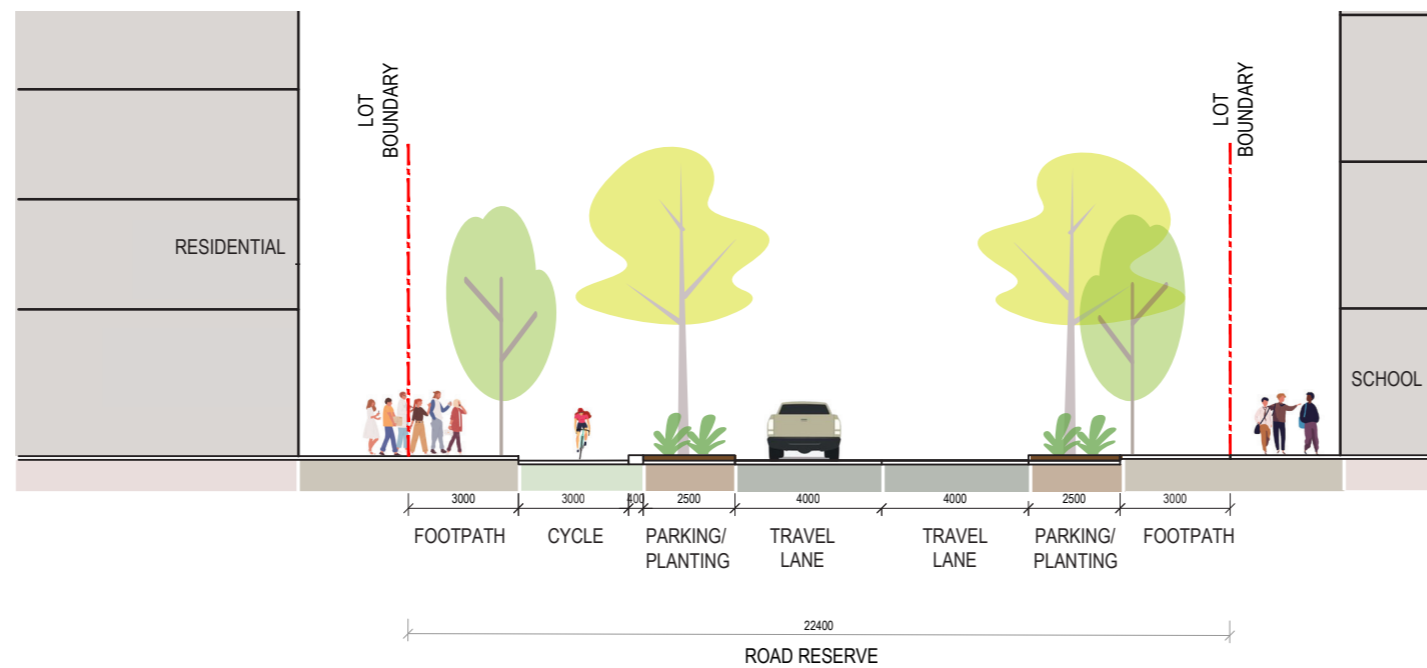 LOT
BOUNDARY
LOT
BOUNDARY
RESIDENTIAL
SCHOOL
3000
3000
400
2500
4000
4000
2500
3000
FOOTPATH
CYCLE
PARKING/
PLANTING
TRAVEL
LANE
TRAVEL
LANE
PARKING/
PLANTING
FOOTPATH
22400
ROAD RESERVE